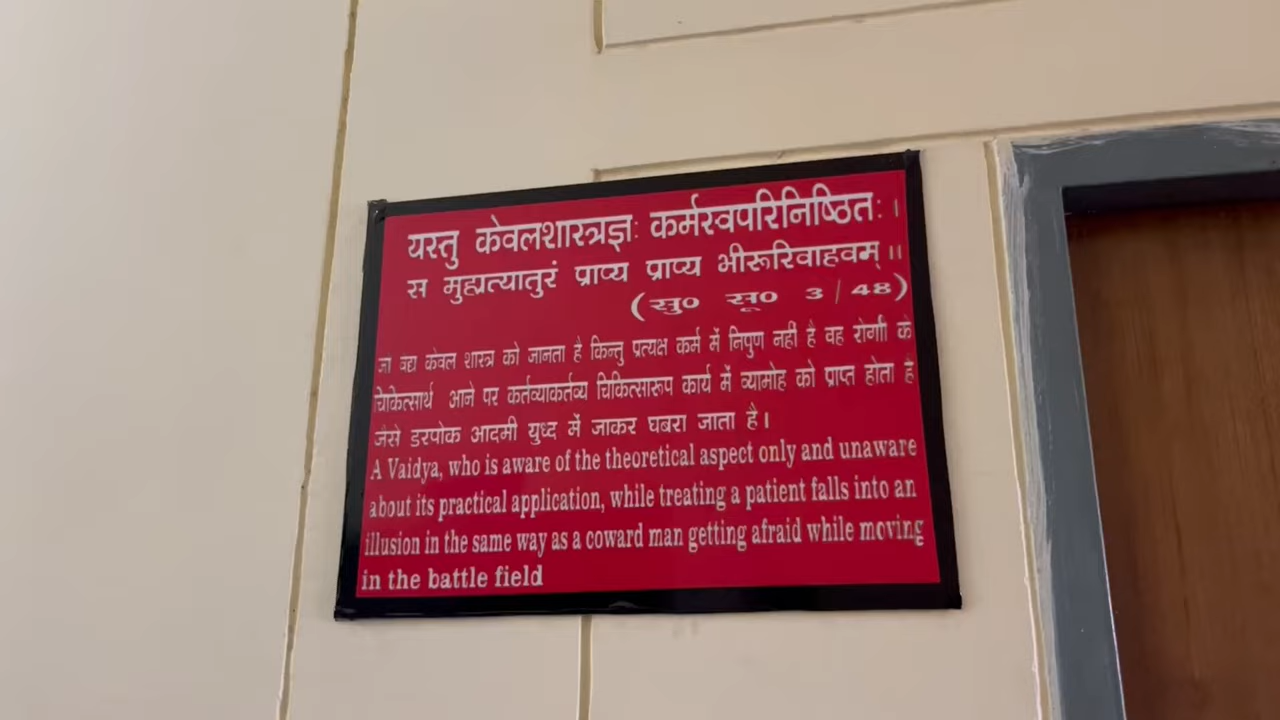 यस्तु केवलशास्त्रज्ञः कर्मस्वपरिनिष्ठितः ।
स मुह्यत्यातुरं प्राप्य प्राप्य भीरूरिवाहवम् ॥
(सु० सू० 3 / 48)
जा वद्य केवल शास्त्र को जानता है किन्तु प्रत्यक्ष कर्म में निपुण नहीं है वह रोगी के
आने पर कर्तव्याकर्तव्य चिकित्सारूप कार्य में व्यामोह को प्राप्त होता है
जैसे डरपोक आदमी युध्द में जाकर घबरा जाता है।
A Vaidya, who is aware of the theoretical aspect only and unaware
about its practical application, while treating a patient falls into an
illusion in the same way as a coward man getting afraid while moving
in the battle field